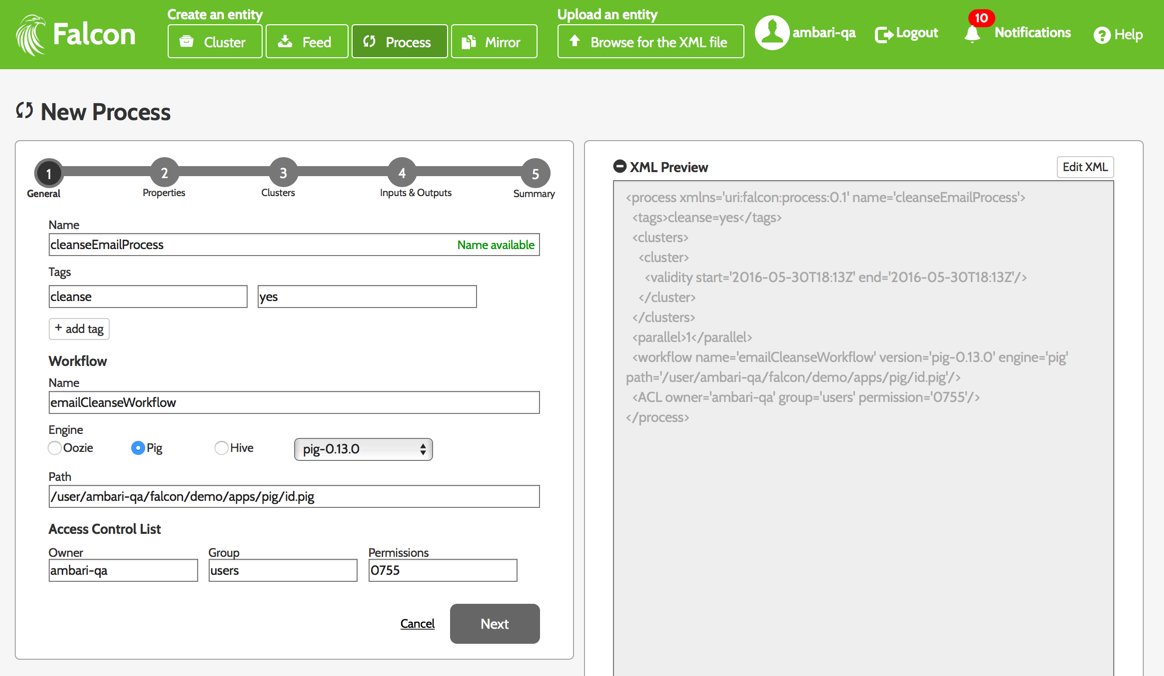 Falcon
Create an entity
Cluster
Feed
Process
Mirror
Upload an entity
Browse for the XML file
ambari-qa
Logout
10
Notifications
? Help
New Process
1
2
3
4
5
General
Properties
Clusters
Inputs & Outputs
Summary
Name
cleanseEmailProcess
Name available
Tags
cleanse
yes
+ add tag
Workflow
Name
emailCleanseWorkflow
Engine
Oozie
Pig
Hive
pig-0.13.0
Path
/user/ambari-qa/falcon/demo/apps/pig/id.pig
Access Control List
Owner
Group
Permissions
ambari-qa
users
0755
Cancel
Next
XML Preview
Edit XML
<process xmlns='uri:falcon:process:0.1' name='cleanseEmailProcess'>
<tags>cleanse=yes</tags>
<clusters>
<cluster>
<validity start='2016-05-30T18:13Z' end='2016-05-30T18:13Z'/>
</cluster>
</clusters>
<parallel>1</parallel>
<workflow name='emailCleanseWorkflow' version='pig-0.13.0' engine='pig'
path='/user/ambari-qa/falcon/demo/apps/pig/id.pig'/>
<ACL owner='ambari-qa' group='users' permission='0755'/>
</process>